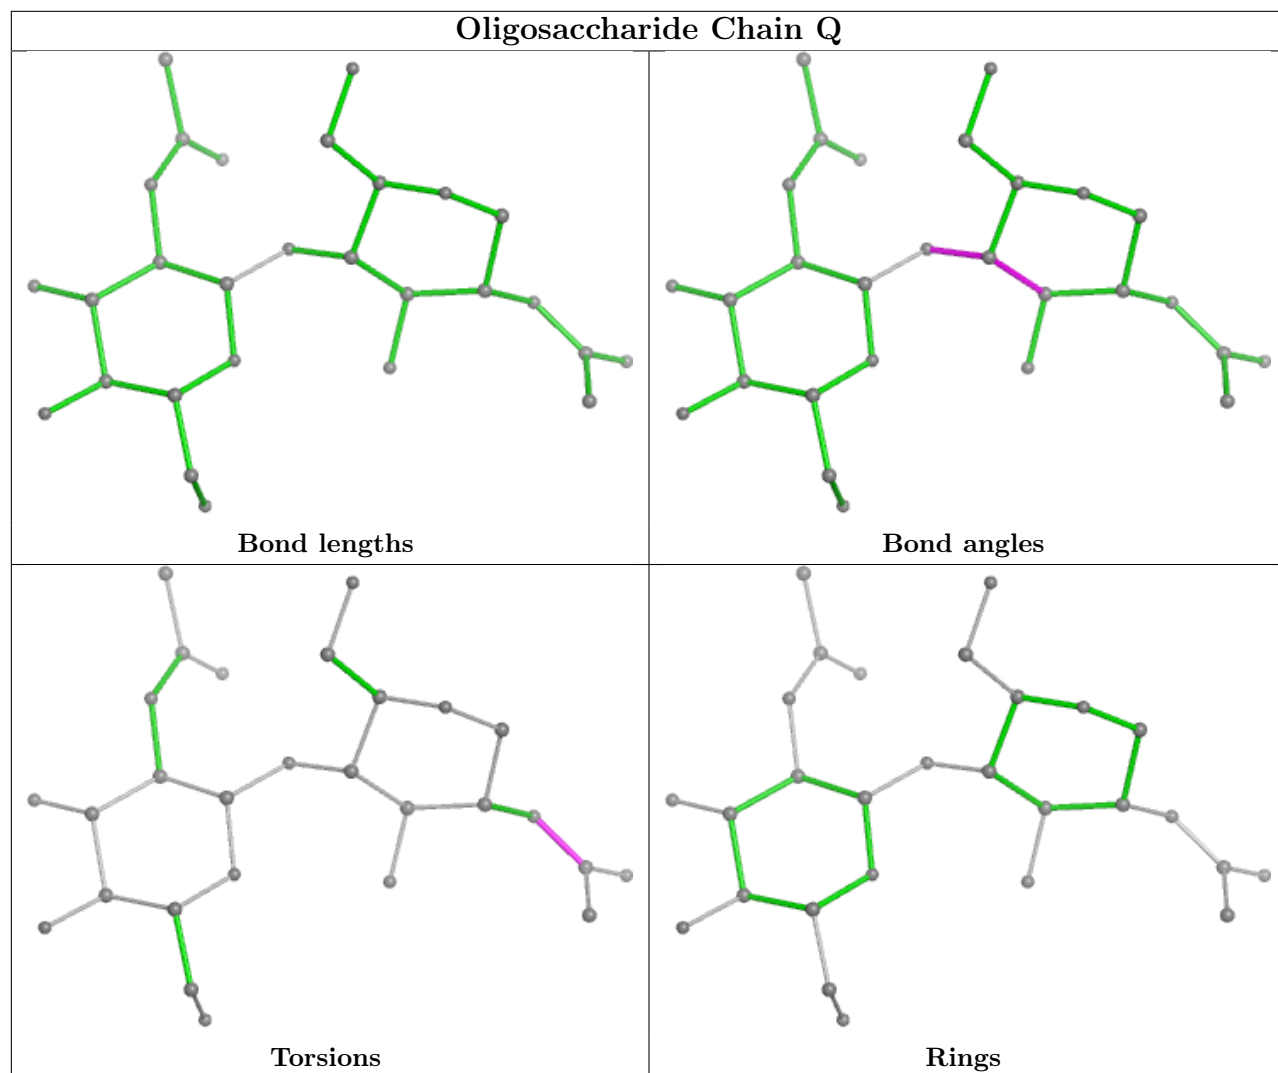 Oligosaccharide Chain Q
Bond lengths
Bond angles
Torsions
Rings